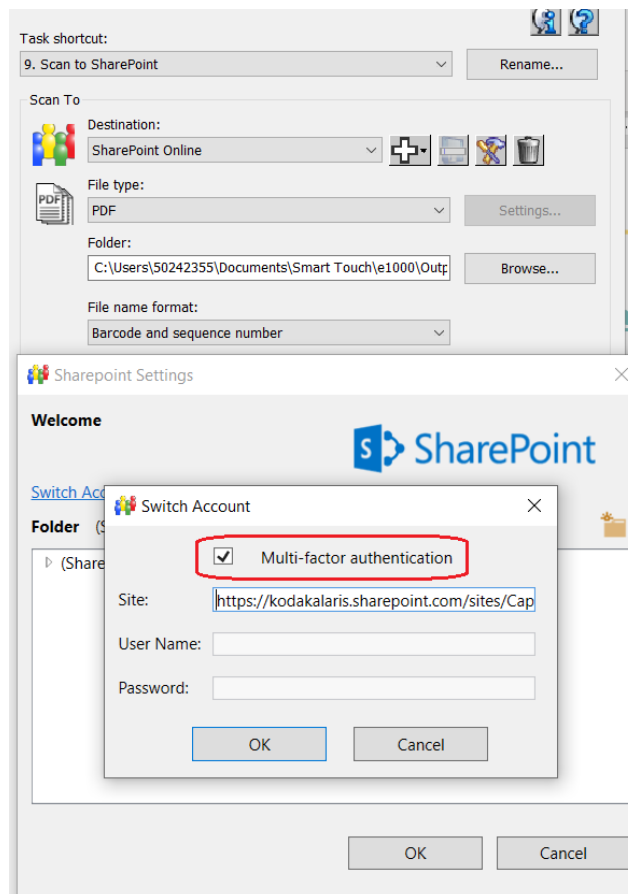 Task shortcut:
9. Scan to SharePoint
Rename...
Scan To
Destination:
SharePoint Online
File type:
PDF
PDF
Settings...
Folder:
C:\Users\50242355\Documents\Smart Touch\e1000\Outp
Browse...
File name format:
Barcode and sequence number
Sharepoint Settings
Welcome
S SharePoint
Switch Acc
Switch Account
Folder (S
Multi-factor authentication
(Share
Site: https://kodakalaris.sharepoint.com/sites/Cap
User Name:
Password:
OK Cancel
OK Cancel